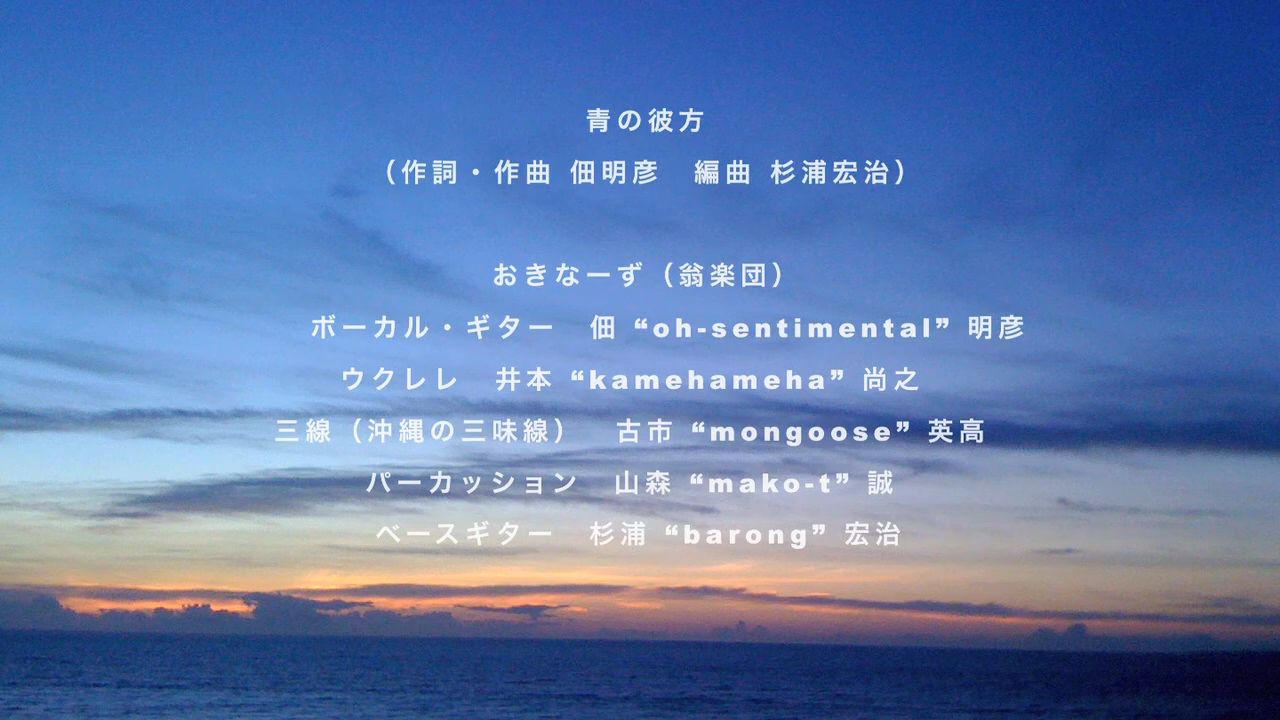 青の彼方
（作詞・作曲 佃明彦　編曲 杉浦宏治）
おきなーず（翁楽団）
ボーカル・ギター　佃 “oh-sentimental” 明彦
ウクレレ　井本 “kamehameha” 尚之
三線（沖縄の三味線）　古市 “mongoose” 英高
パーカッション　山森 “mako-t” 誠
ベースギター　杉浦 “barong” 宏治